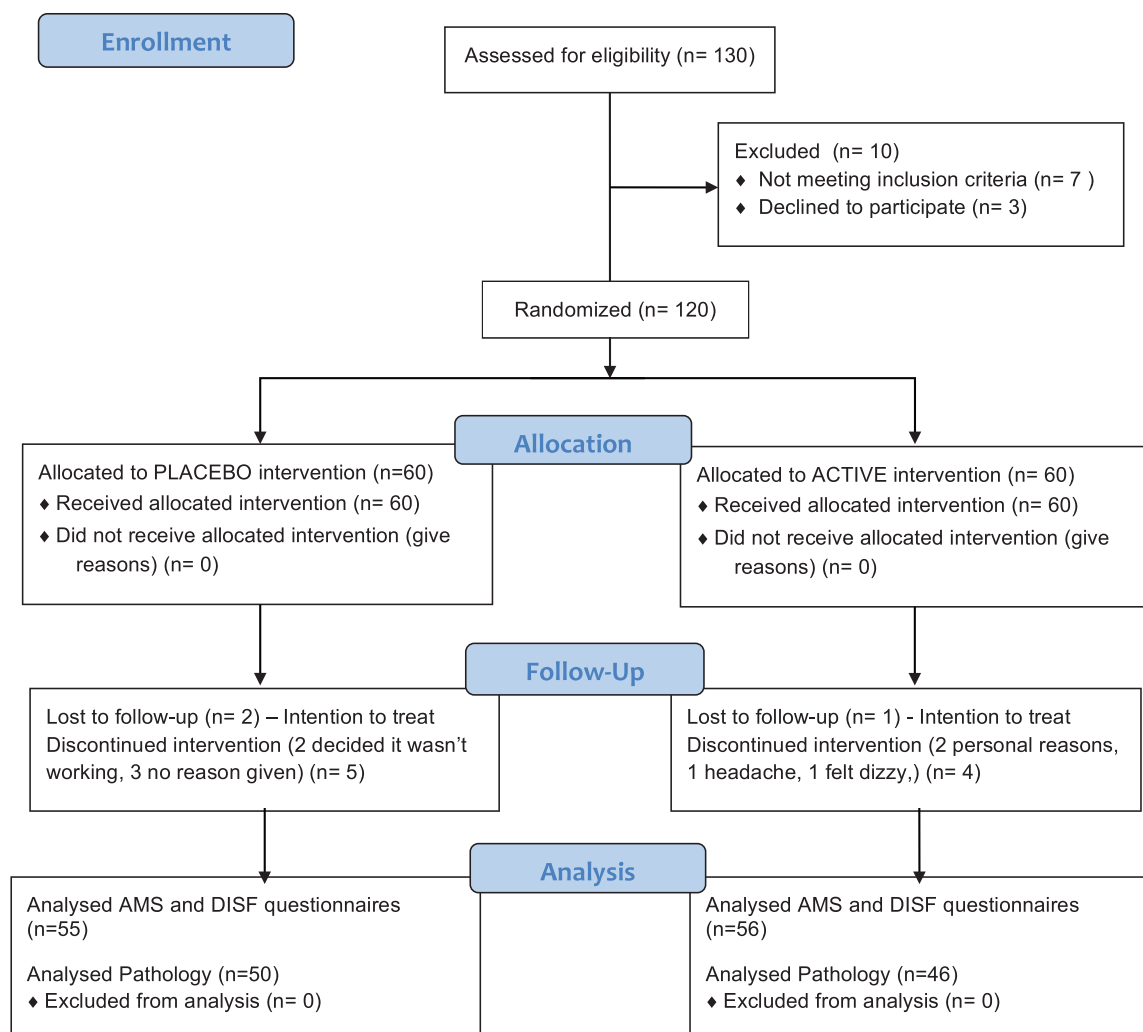 Enrollment
Assessed for eligibility (n= 130)
Excluded  (n= 10)
♦ Not meeting inclusion criteria (n= 7 )
♦ Declined to participate (n= 3)
Randomized (n= 120)
Allocation
Allocated to PLACEBO intervention (n=60)
♦ Received allocated intervention (n= 60)
♦ Did not receive allocated intervention (give
reasons) (n= 0)
Allocated to ACTIVE intervention (n= 60)
♦ Received allocated intervention (n= 60)
♦ Did not receive allocated intervention (give
reasons) (n= 0)
Follow-Up
Lost to follow-up (n= 2) – Intention to treat
Discontinued intervention (2 decided it wasn’t
working, 3 no reason given) (n= 5)
Lost to follow-up (n= 1) - Intention to treat
Discontinued intervention (2 personal reasons,
1 headache, 1 felt dizzy,) (n= 4)
Analysis
Analysed AMS and DISF questionnaires
(n=55)
Analysed Pathology (n=50)
♦ Excluded from analysis (n= 0)
Analysed AMS and DISF questionnaires
(n=56)
Analysed Pathology (n=46)
♦ Excluded from analysis (n= 0)